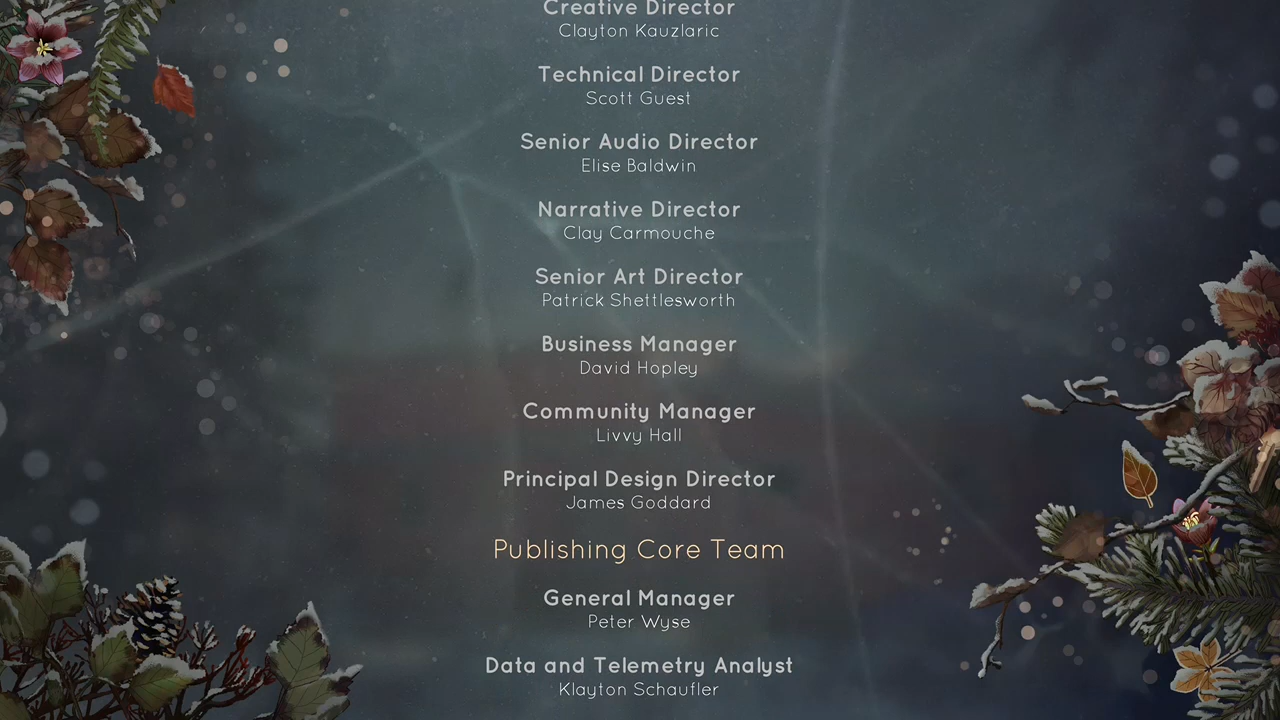 Creative Director
Clayton Kauzlaric
Technical Director
Scott Guest
Senior Audio Director
Elise Baldwin
Narrative Director
Clay Carmouche
Senior Art Director
Patrick Shettlesworth
Business Manager
David Hopley
Community Manager
Livvy Hall
Principal Design Director
James Goddard
Publishing Core Team
General Manager
Peter Wyse
Data and Telemetry Analyst
Klayton Schaufler